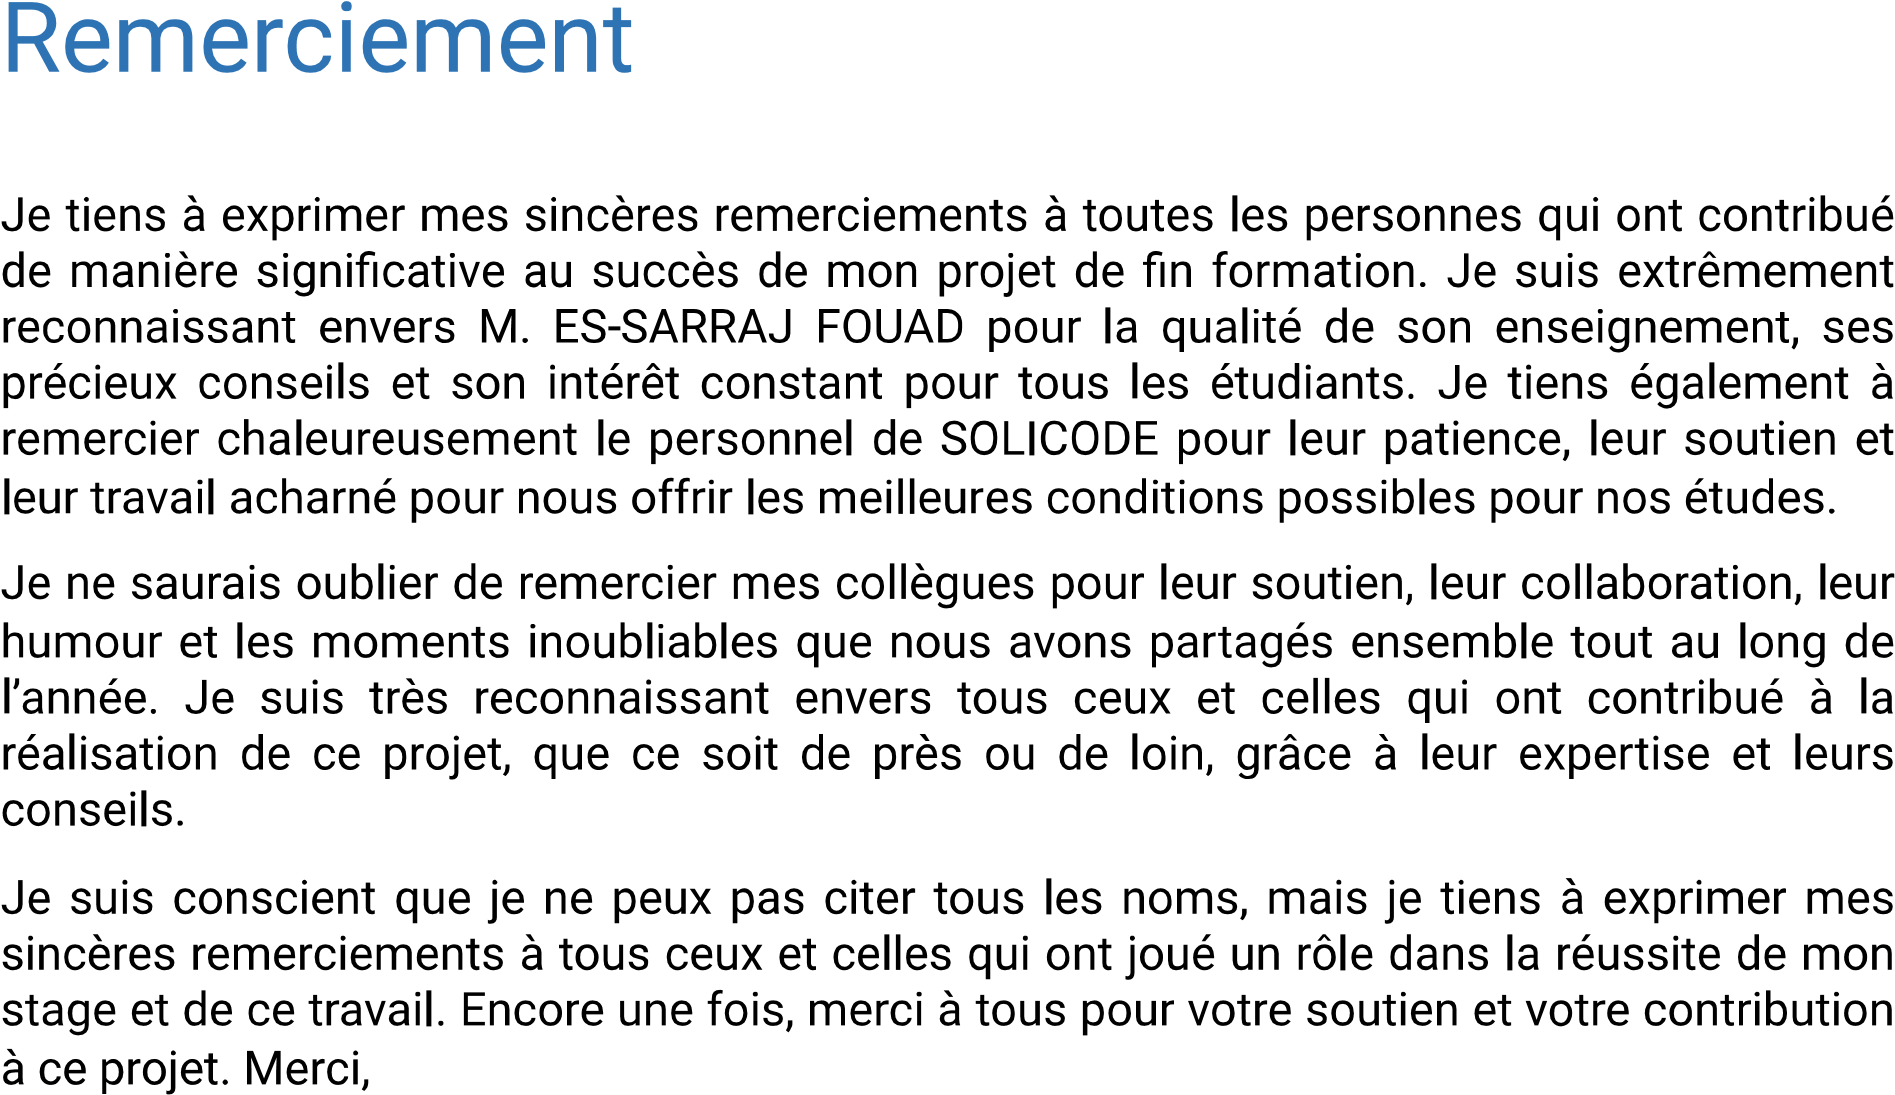 Remerciement
Je tiens à exprimer mes sincères remerciements à toutes les personnes qui ont contribué
de manière significative au succès de mon projet de fin formation. Je suis extrêmement
reconnaissant envers M. ES-SARRAJ FOUAD pour la qualité de son enseignement, ses
précieux conseils et son intérêt constant pour tous les étudiants. Je tiens également à
remercier chaleureusement le personnel de SOLICODE pour leur patience, leur soutien et
leur travail acharné pour nous offrir les meilleures conditions possibles pour nos études.
Je ne saurais oublier de remercier mes collègues pour leur soutien, leur collaboration, leur
humour et les moments inoubliables que nous avons partagés ensemble tout au long de
l’année. Je suis très reconnaissant envers tous ceux et celles qui ont contribué à la
réalisation de ce projet, que ce soit de près ou de loin, grâce à leur expertise et leurs
conseils.
Je suis conscient que je ne peux pas citer tous les noms, mais je tiens à exprimer mes
sincères remerciements à tous ceux et celles qui ont joué un rôle dans la réussite de mon
stage et de ce travail. Encore une fois, merci à tous pour votre soutien et votre contribution
à ce projet. Merci,